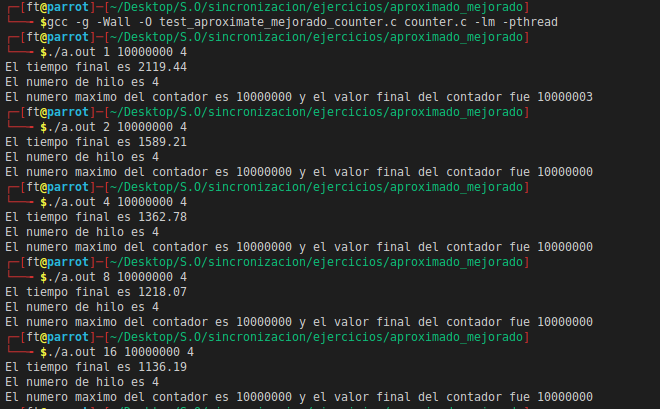 ┌─[ft@parrot]─[~/Desktop/S.O/sincronizacion/ejercicios/aproximado_mejorado]
└──╼ $gcc -g -Wall -O test_aproximate_mejorado_counter.c counter.c -lm -pthread
┌─[ft@parrot]─[~/Desktop/S.O/sincronizacion/ejercicios/aproximado_mejorado]
└──╼ $./a.out 1 10000000 4
El tiempo final es 2119.44
El numero de hilo es 4
El numero maximo del contador es 10000000 y el valor final del contador fue 10000003
┌─[ft@parrot]─[~/Desktop/S.O/sincronizacion/ejercicios/aproximado_mejorado]
└──╼ $./a.out 2 10000000 4
El tiempo final es 1589.21
El numero de hilo es 4
El numero maximo del contador es 10000000 y el valor final del contador fue 10000000
┌─[ft@parrot]─[~/Desktop/S.O/sincronizacion/ejercicios/aproximado_mejorado]
└──╼ $./a.out 4 10000000 4
El tiempo final es 1362.78
El numero de hilo es 4
El numero maximo del contador es 10000000 y el valor final del contador fue 10000000
┌─[ft@parrot]─[~/Desktop/S.O/sincronizacion/ejercicios/aproximado_mejorado]
└──╼ $./a.out 8 10000000 4
El tiempo final es 1218.07
El numero de hilo es 4
El numero maximo del contador es 10000000 y el valor final del contador fue 10000000
┌─[ft@parrot]─[~/Desktop/S.O/sincronizacion/ejercicios/aproximado_mejorado]
└──╼ $./a.out 16 10000000 4
El tiempo final es 1136.19
El numero de hilo es 4
El numero maximo del contador es 10000000 y el valor final del contador fue 10000000
┌─[ft@parrot]─[~/Desktop/S.O/sincronizacion/ejercicios/aproximado_mejorado]